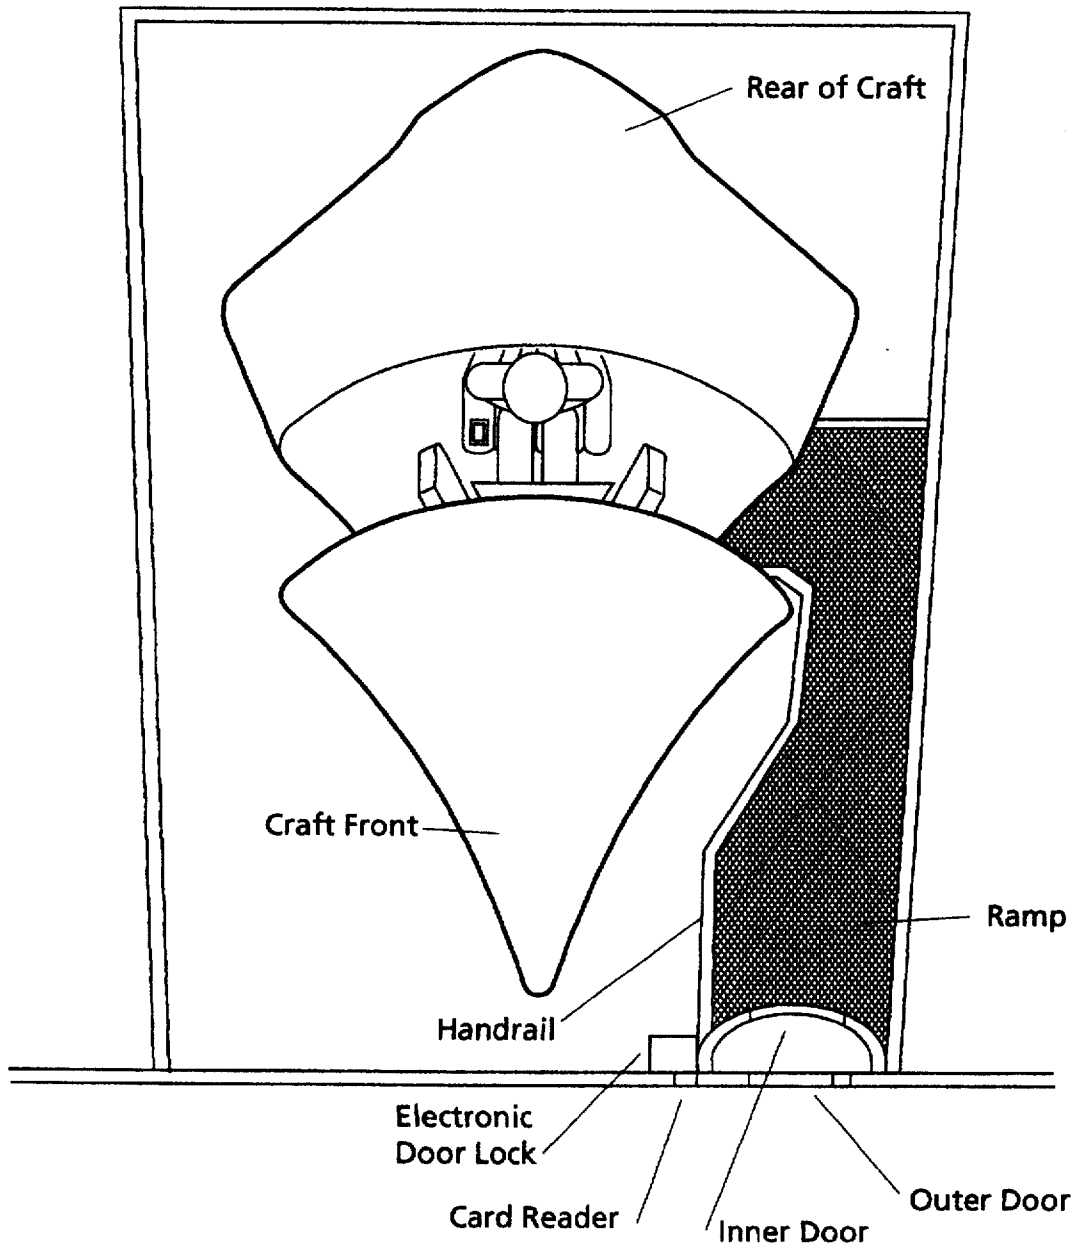 Rear of Craft
Craft Front
Ramp
Handrail
Electronic
Door Lock
Card Reader
Inner Door
Outer Door